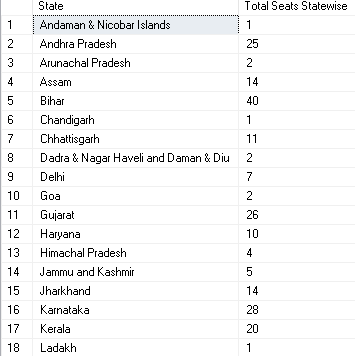 State Total Seats Statewise
1 Andaman & Nicobar Islands 1
2 Andhra Pradesh 25
3 Arunachal Pradesh 2
4 Assam 14
5 Bihar 40
6 Chandigarh 1
7 Chhattisgarh 11
8 Dadra & Nagar Haveli and Daman & Diu 2
9 Delhi 7
10 Goa 2
11 Gujarat 26
12 Haryana 10
13 Himachal Pradesh 4
14 Jammu and Kashmir 5
15 Jharkhand 14
16 Karnataka 28
17 Kerala 20
18 Ladakh 1